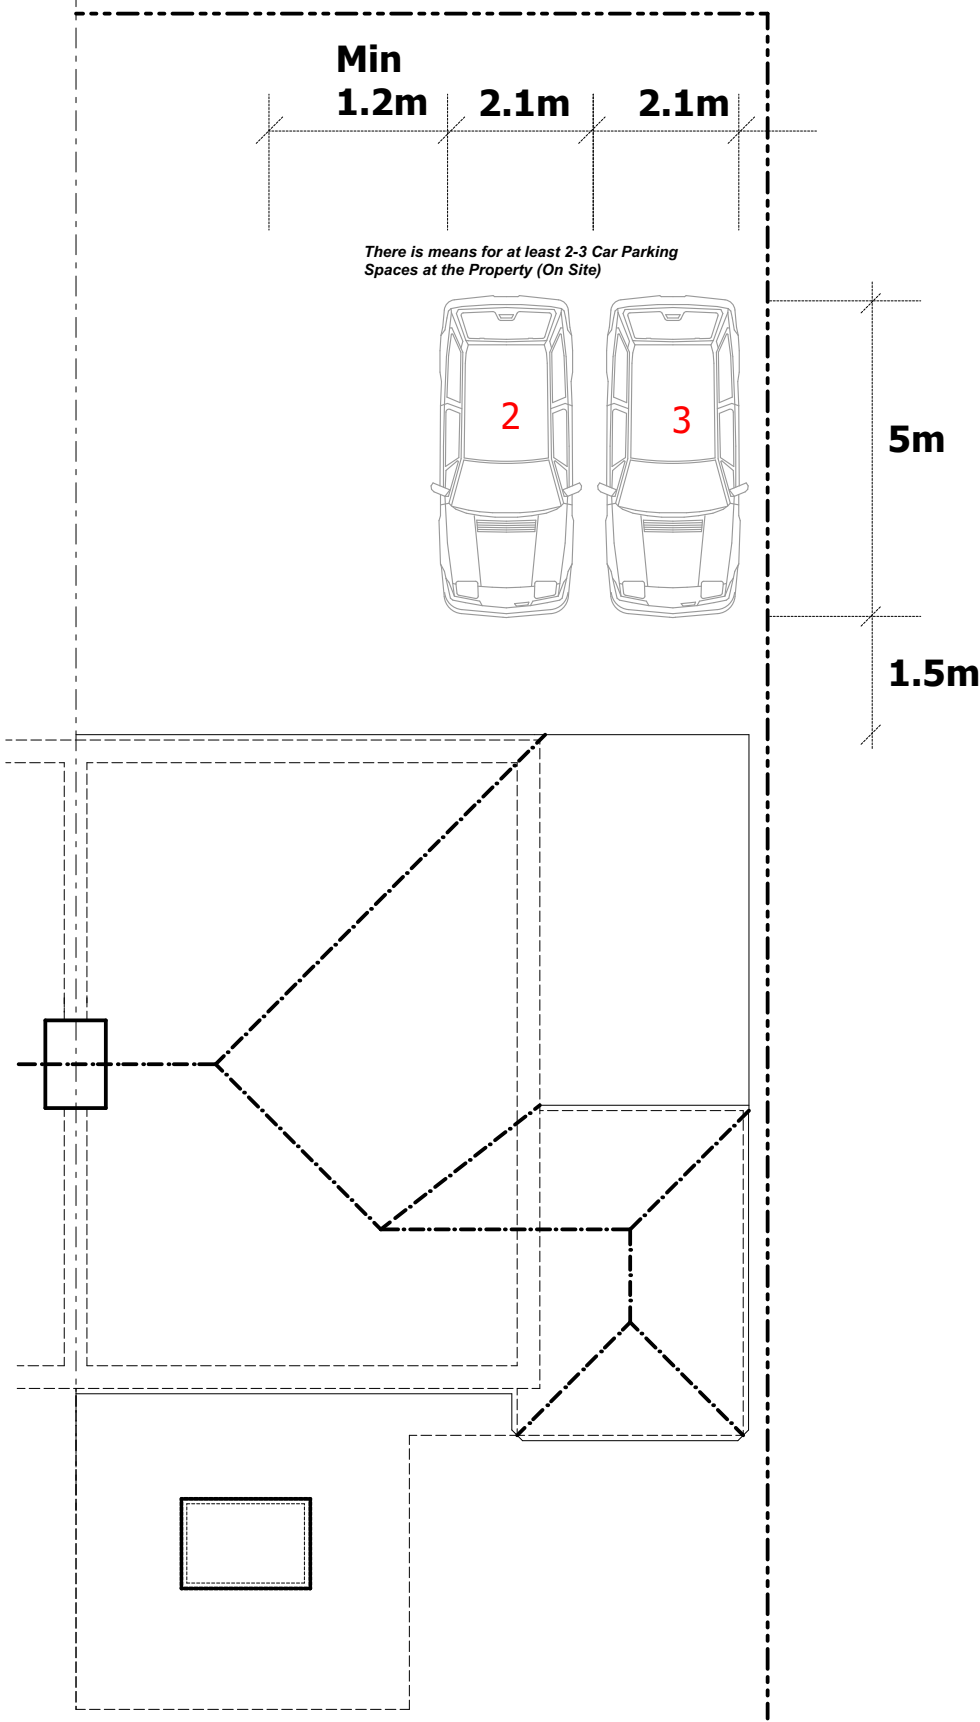 Min
1.2m 2.1m 2.1m
There is means for at least 2-3 Car Parking
Spaces at the Property (On Site)
2 3
5m
1.5m